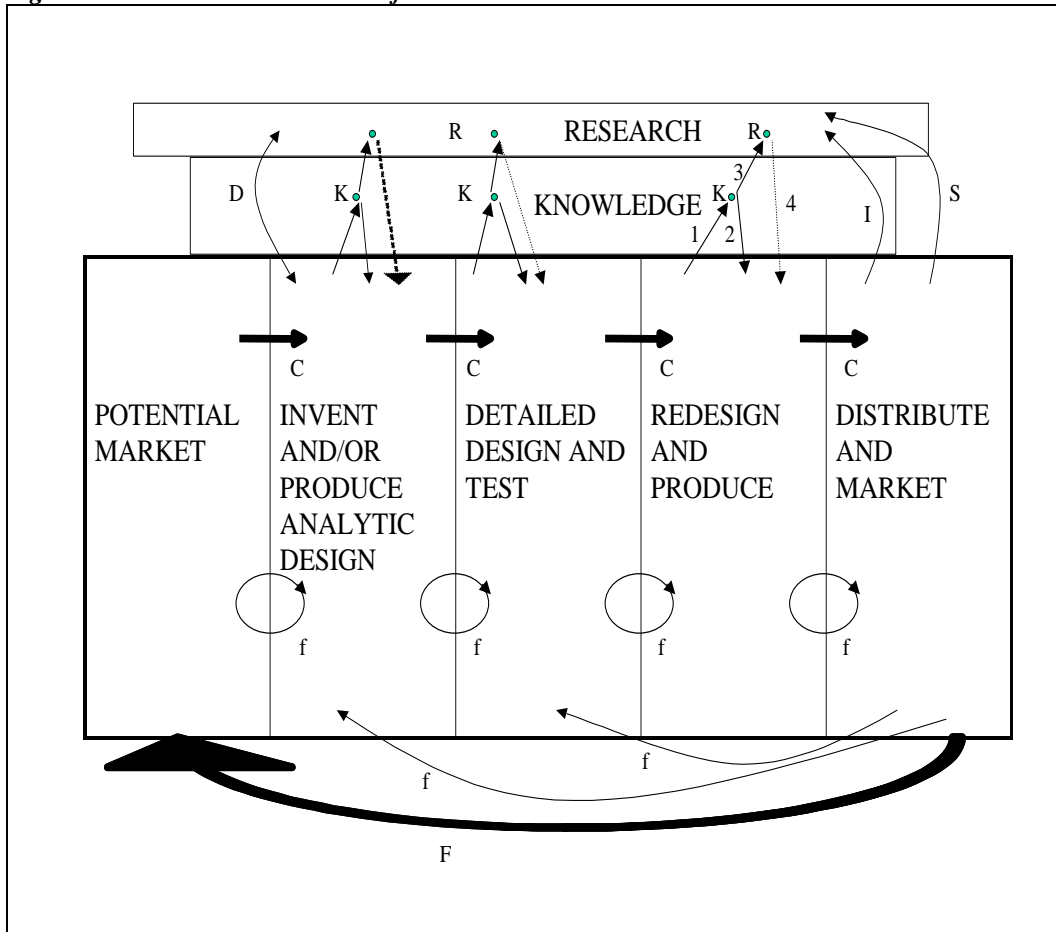 RESEARCH
R
R
D
K
K
KNOWLEDGE
K
3
4
1
2
I
S
C
C
C
C
POTENTIAL
MARKET
INVENT
AND/OR
PRODUCE
ANALYTIC
DESIGN
DETAILED
DESIGN AND
TEST
REDESIGN
AND
PRODUCE
DISTRIBUTE
AND
MARKET
f
f
f
f
f
f
F